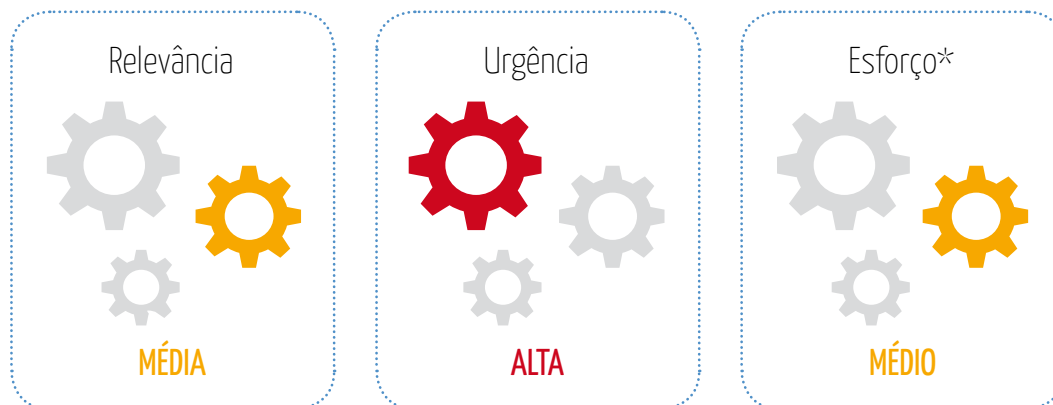 Relevância
Urgência
Esforço*
MÉDIA
ALTA
MÉDIO